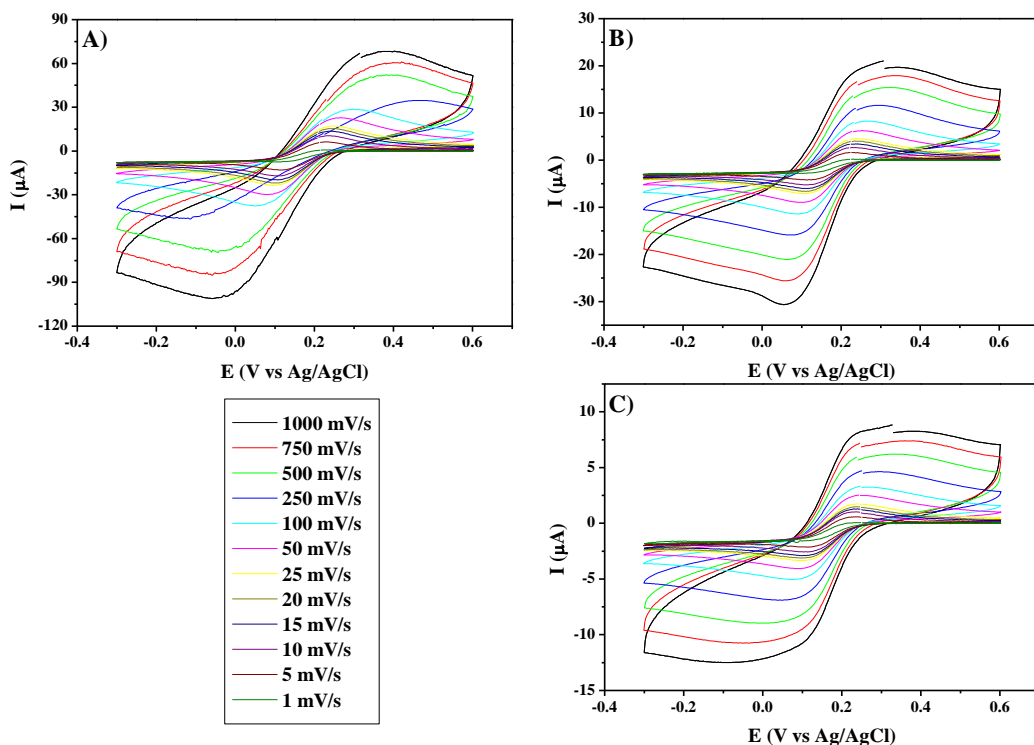 A)
90
60
30
0
-30
-60
-90
-120
I (µA)
-0.4 -0.2 0.0 0.2 0.4 0.6
E (V vs Ag/AgCl)
B)
30
20
10
0
-10
-20
-30
I (µA)
-0.4 -0.2 0.0 0.2 0.4 0.6
E (V vs Ag/AgCl)
1000 mV/s
750 mV/s
500 mV/s
250 mV/s
100 mV/s
50 mV/s
25 mV/s
20 mV/s
15 mV/s
10 mV/s
5 mV/s
1 mV/s
C)
10
5
0
-5
-10
-15
I (µA)
-0.4 -0.2 0.0 0.2 0.4 0.6
E (V vs Ag/AgCl)